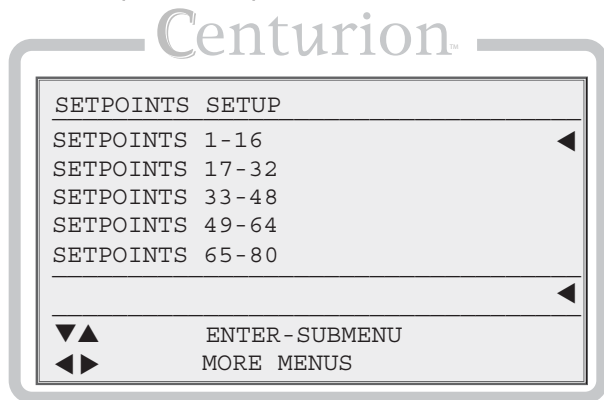 Centurion™
SETPOINTS SETUP
SETPOINTS 1-16 ◀
SETPOINTS 17-32
SETPOINTS 33-48
SETPOINTS 49-64
SETPOINTS 65-80
◀
▼▲ ENTER-SUBMENU
◀▶ MORE MENUS